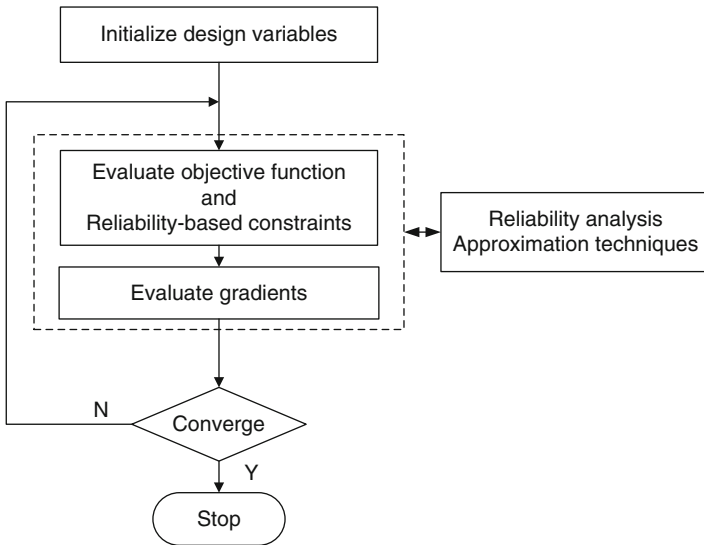 Initialize design variables
Evaluate objective function
and
Reliability-based constraints
Reliability analysis
Approximation techniques
Evaluate gradients
N
Converge
Y
Stop